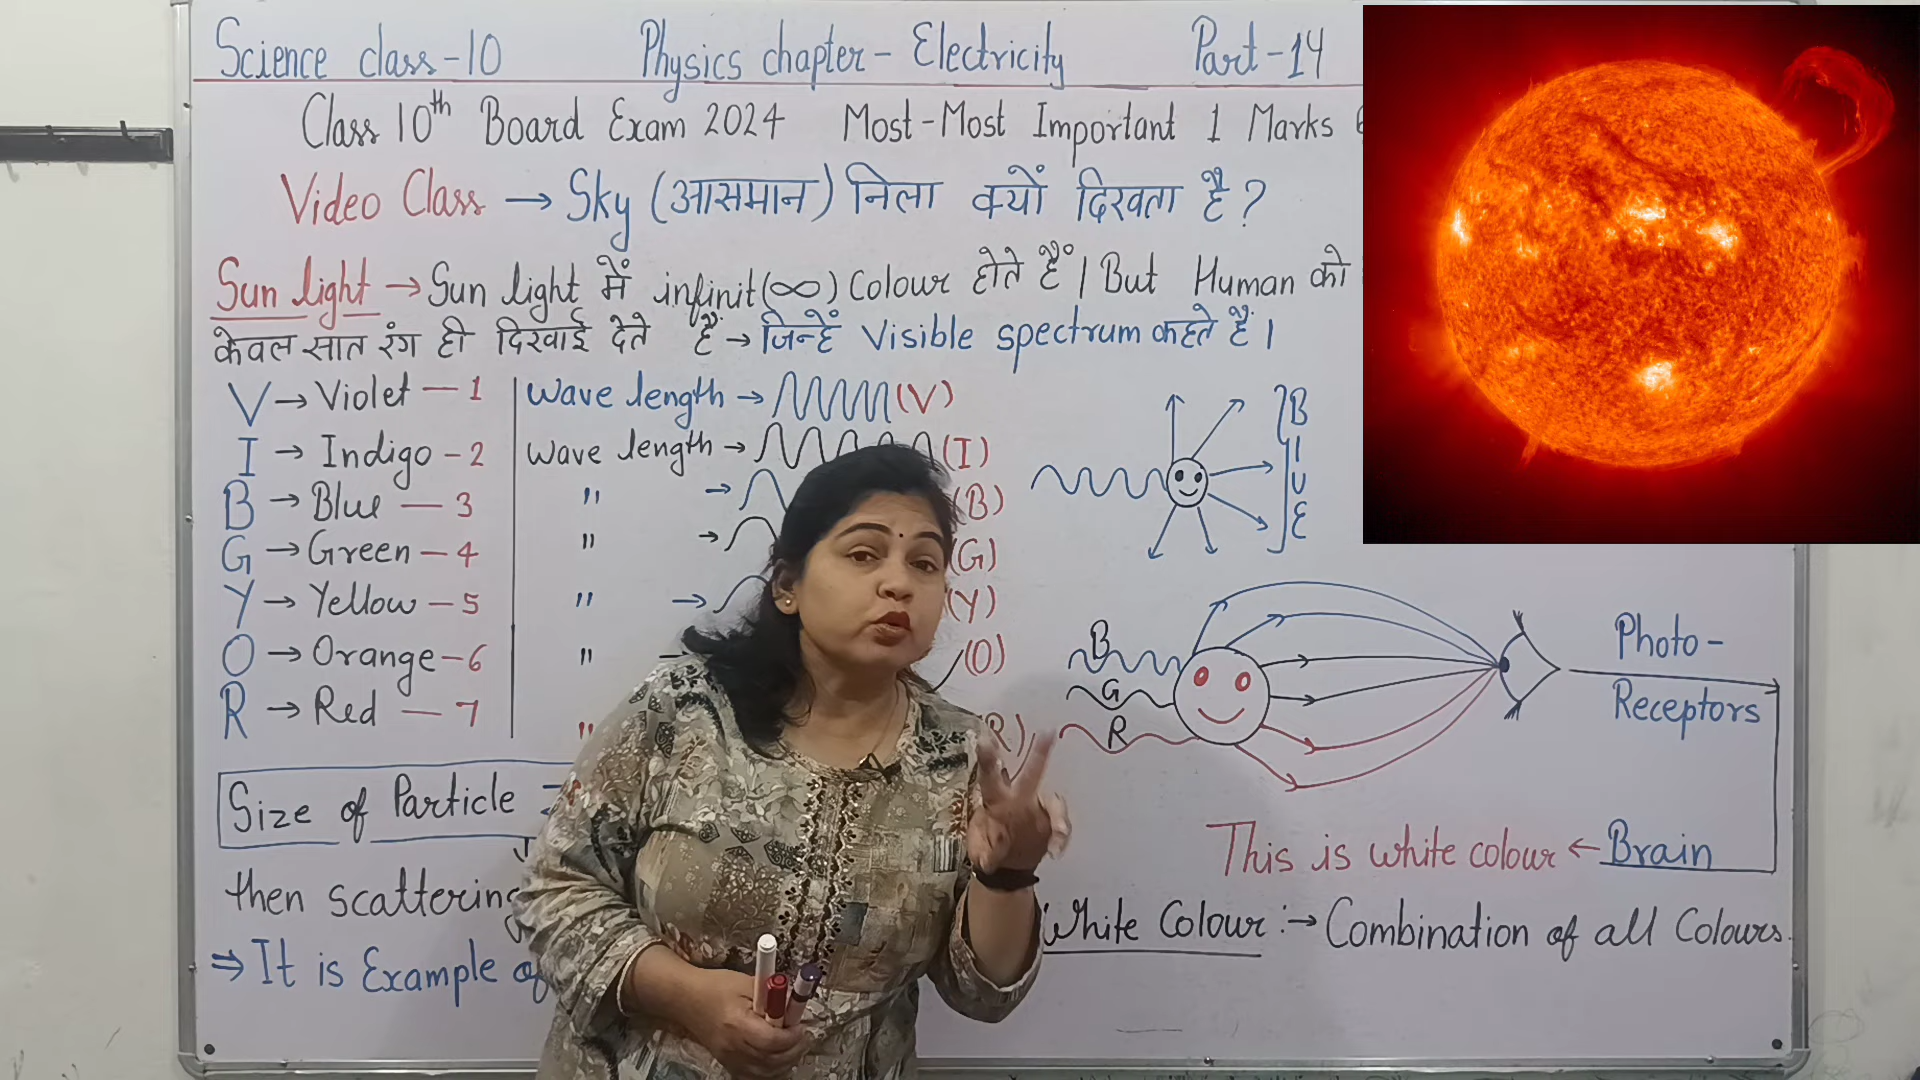 Science class-10 Physics chapter- Electricity Part-14
Class 10th Board Exam 2024 Most-Most Important 1 Marks
Video Class → Sky (आसमान) निला क्यों दिखता है?
Sun light → Sun light में infinit(∞) Colour होते हैं। But Human को
केवल सात रंग ही दिखाई देते हैं → जिन्हें Visible spectrum कहते हैं।
V → Violet — 1
I → Indigo - 2
B → Blue — 3
G → Green — 4
Y → Yellow — 5
O → Orange - 6
R → Red — 7
Wave length → (V)
Wave length → (I)
" → (B)
" → (G)
" → (Y)
" (O)
" (R)
BlUE
B
G
R
Photo-
Receptors
Brain
This is white colour ←
Size of Particle
then scattering
White Colour :→ Combination of all Colours.
⇒ It is Example of